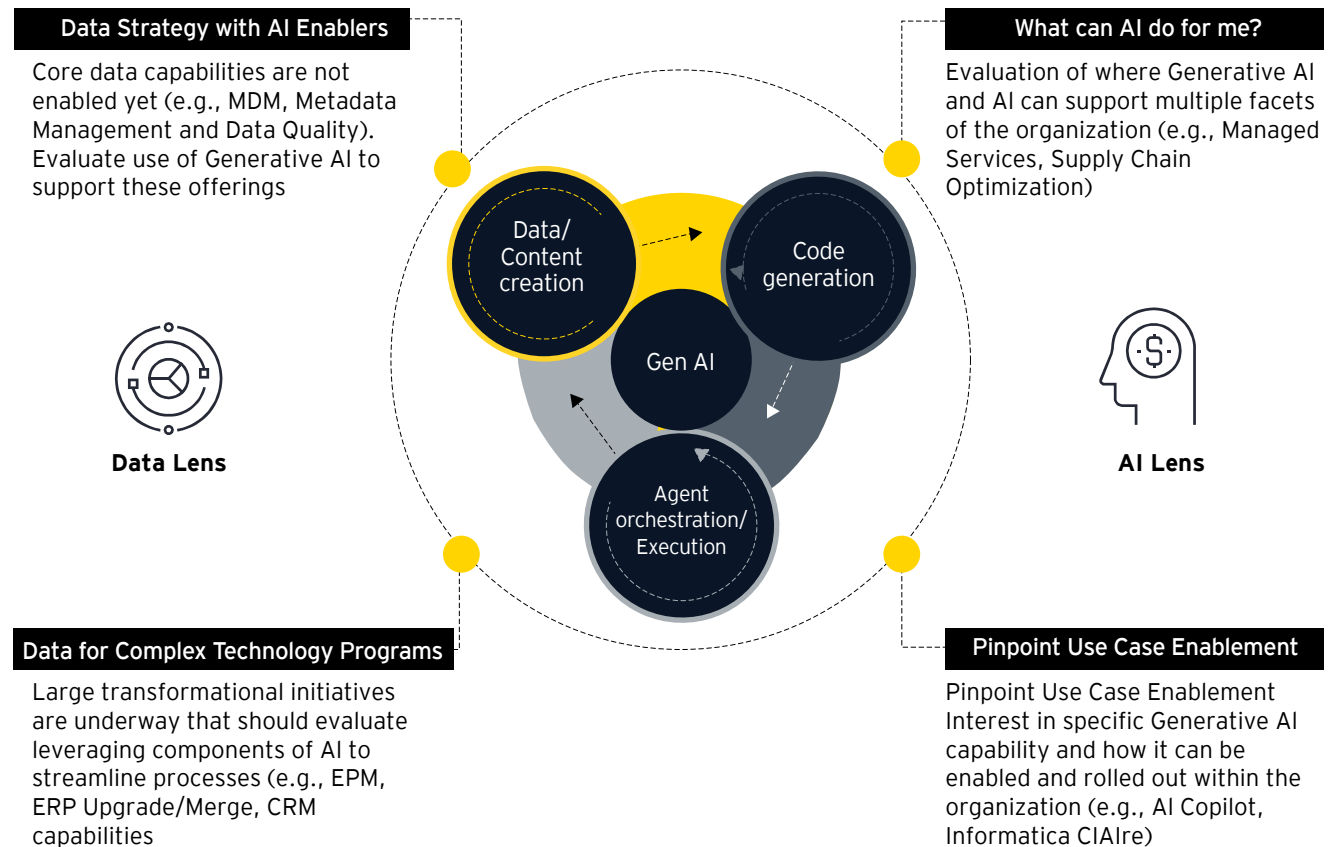 Data Strategy with AI Enablers
Core data capabilities are not
enabled yet (e.g., MDM, Metadata
Management and Data Quality).
Evaluate use of Generative AI to
support these offerings
What can AI do for me?
Evaluation of where Generative AI
and AI can support multiple facets
of the organization (e.g., Managed
Services, Supply Chain
Optimization)
Data/
Content
creation
Code
generation
Gen AI
Agent
orchestration/
Execution
Data Lens
$
AI Lens
Data for Complex Technology Programs
Large transformational initiatives
are underway that should evaluate
leveraging components of AI to
streamline processes (e.g., EPM,
ERP Upgrade/Merge, CRM
capabilities
Pinpoint Use Case Enablement
Pinpoint Use Case Enablement
Interest in specific Generative AI
capability and how it can be
enabled and rolled out within the
organization (e.g., AI Copilot,
Informatica CIAIre)